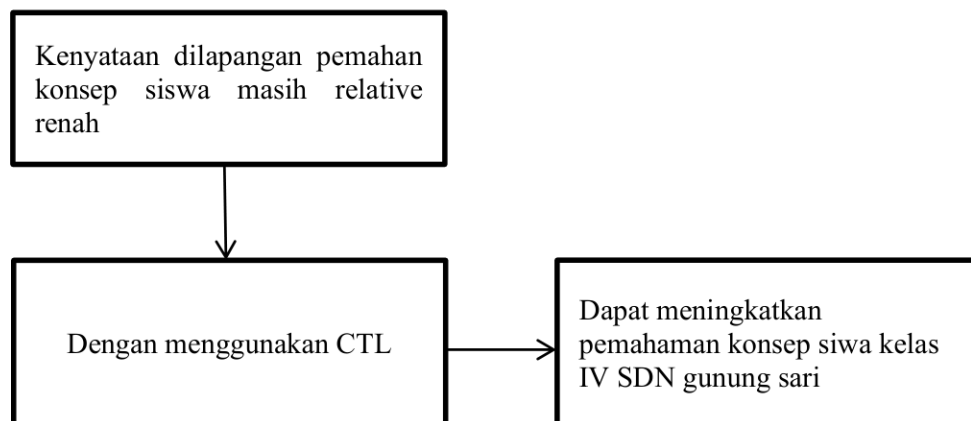 Kenyataan dilapangan pemahan
konsep siswa masih relative
renah
Dengan menggunakan CTL
Dapat meningkatkan
pemahaman konsep siwa kelas
IV SDN gunung sari